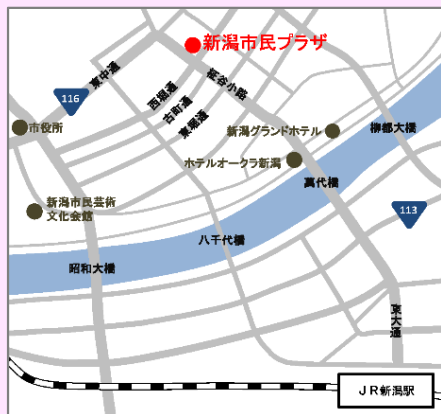 新潟市民プラザ
東中通
116
西堀通
古町通
東堀通
柾谷小路
市役所
新潟グランドホテル
柳都大橋
ホテルオークラ新潟
萬代橋
新潟市民芸術
文化会館
113
八千代橋
昭和大橋
東大通
JR新潟駅